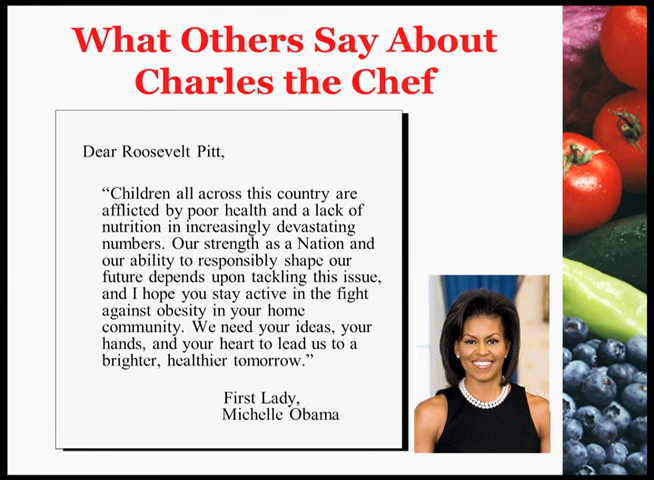 What Others Say About
Charles the Chef
Dear Roosevelt Pitt,
“Children all across this country are
afflicted by poor health and a lack of
nutrition in increasingly devastating
numbers. Our strength as a Nation and
our ability to responsibly shape our
future depends upon tackling this issue,
and I hope you stay active in the fight
against obesity in your home
community. We need your ideas, your
hands, and your heart to lead us to a
brighter, healthier tomorrow.”
First Lady,
Michelle Obama